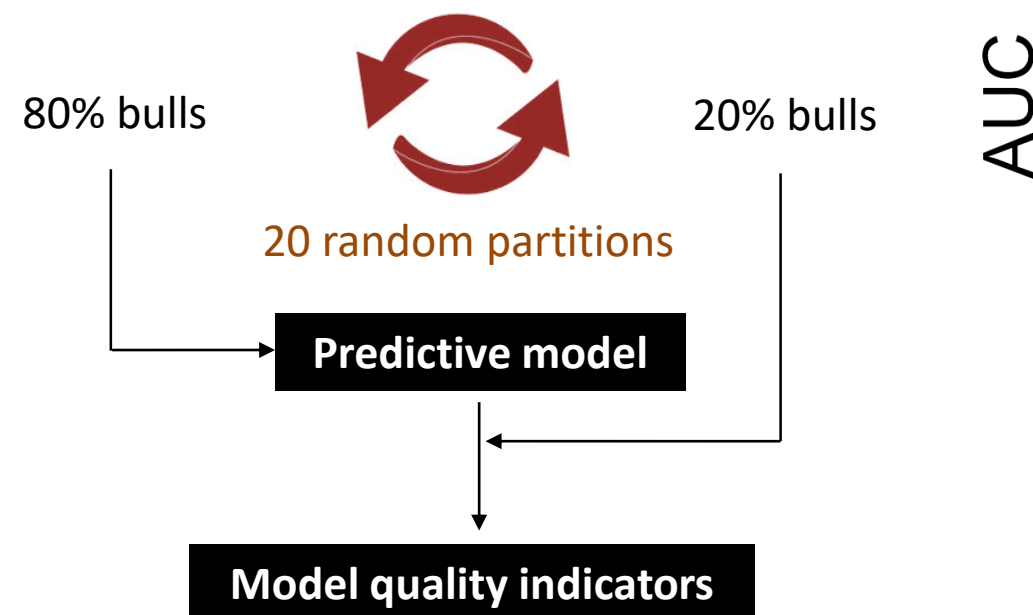 80% bulls
20% bulls
AUC
20 random partitions
Predictive model
Model quality indicators